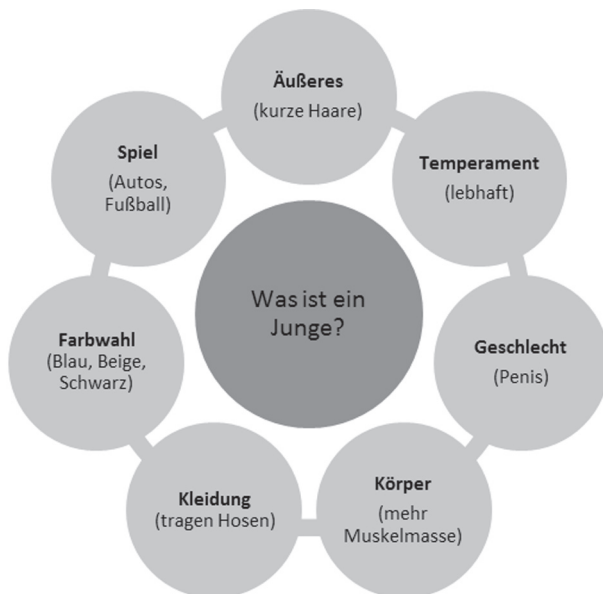 Äußeres
(kurze Haare)
Temperament
(lebhaft)
Geschlecht
(Penis)
Körper
(mehr
Muskelmasse)
Kleidung
(tragen Hosen)
Farbwahl
(Blau, Beige,
Schwarz)
Spiel
(Autos,
Fußball)
Was ist ein
Junge?